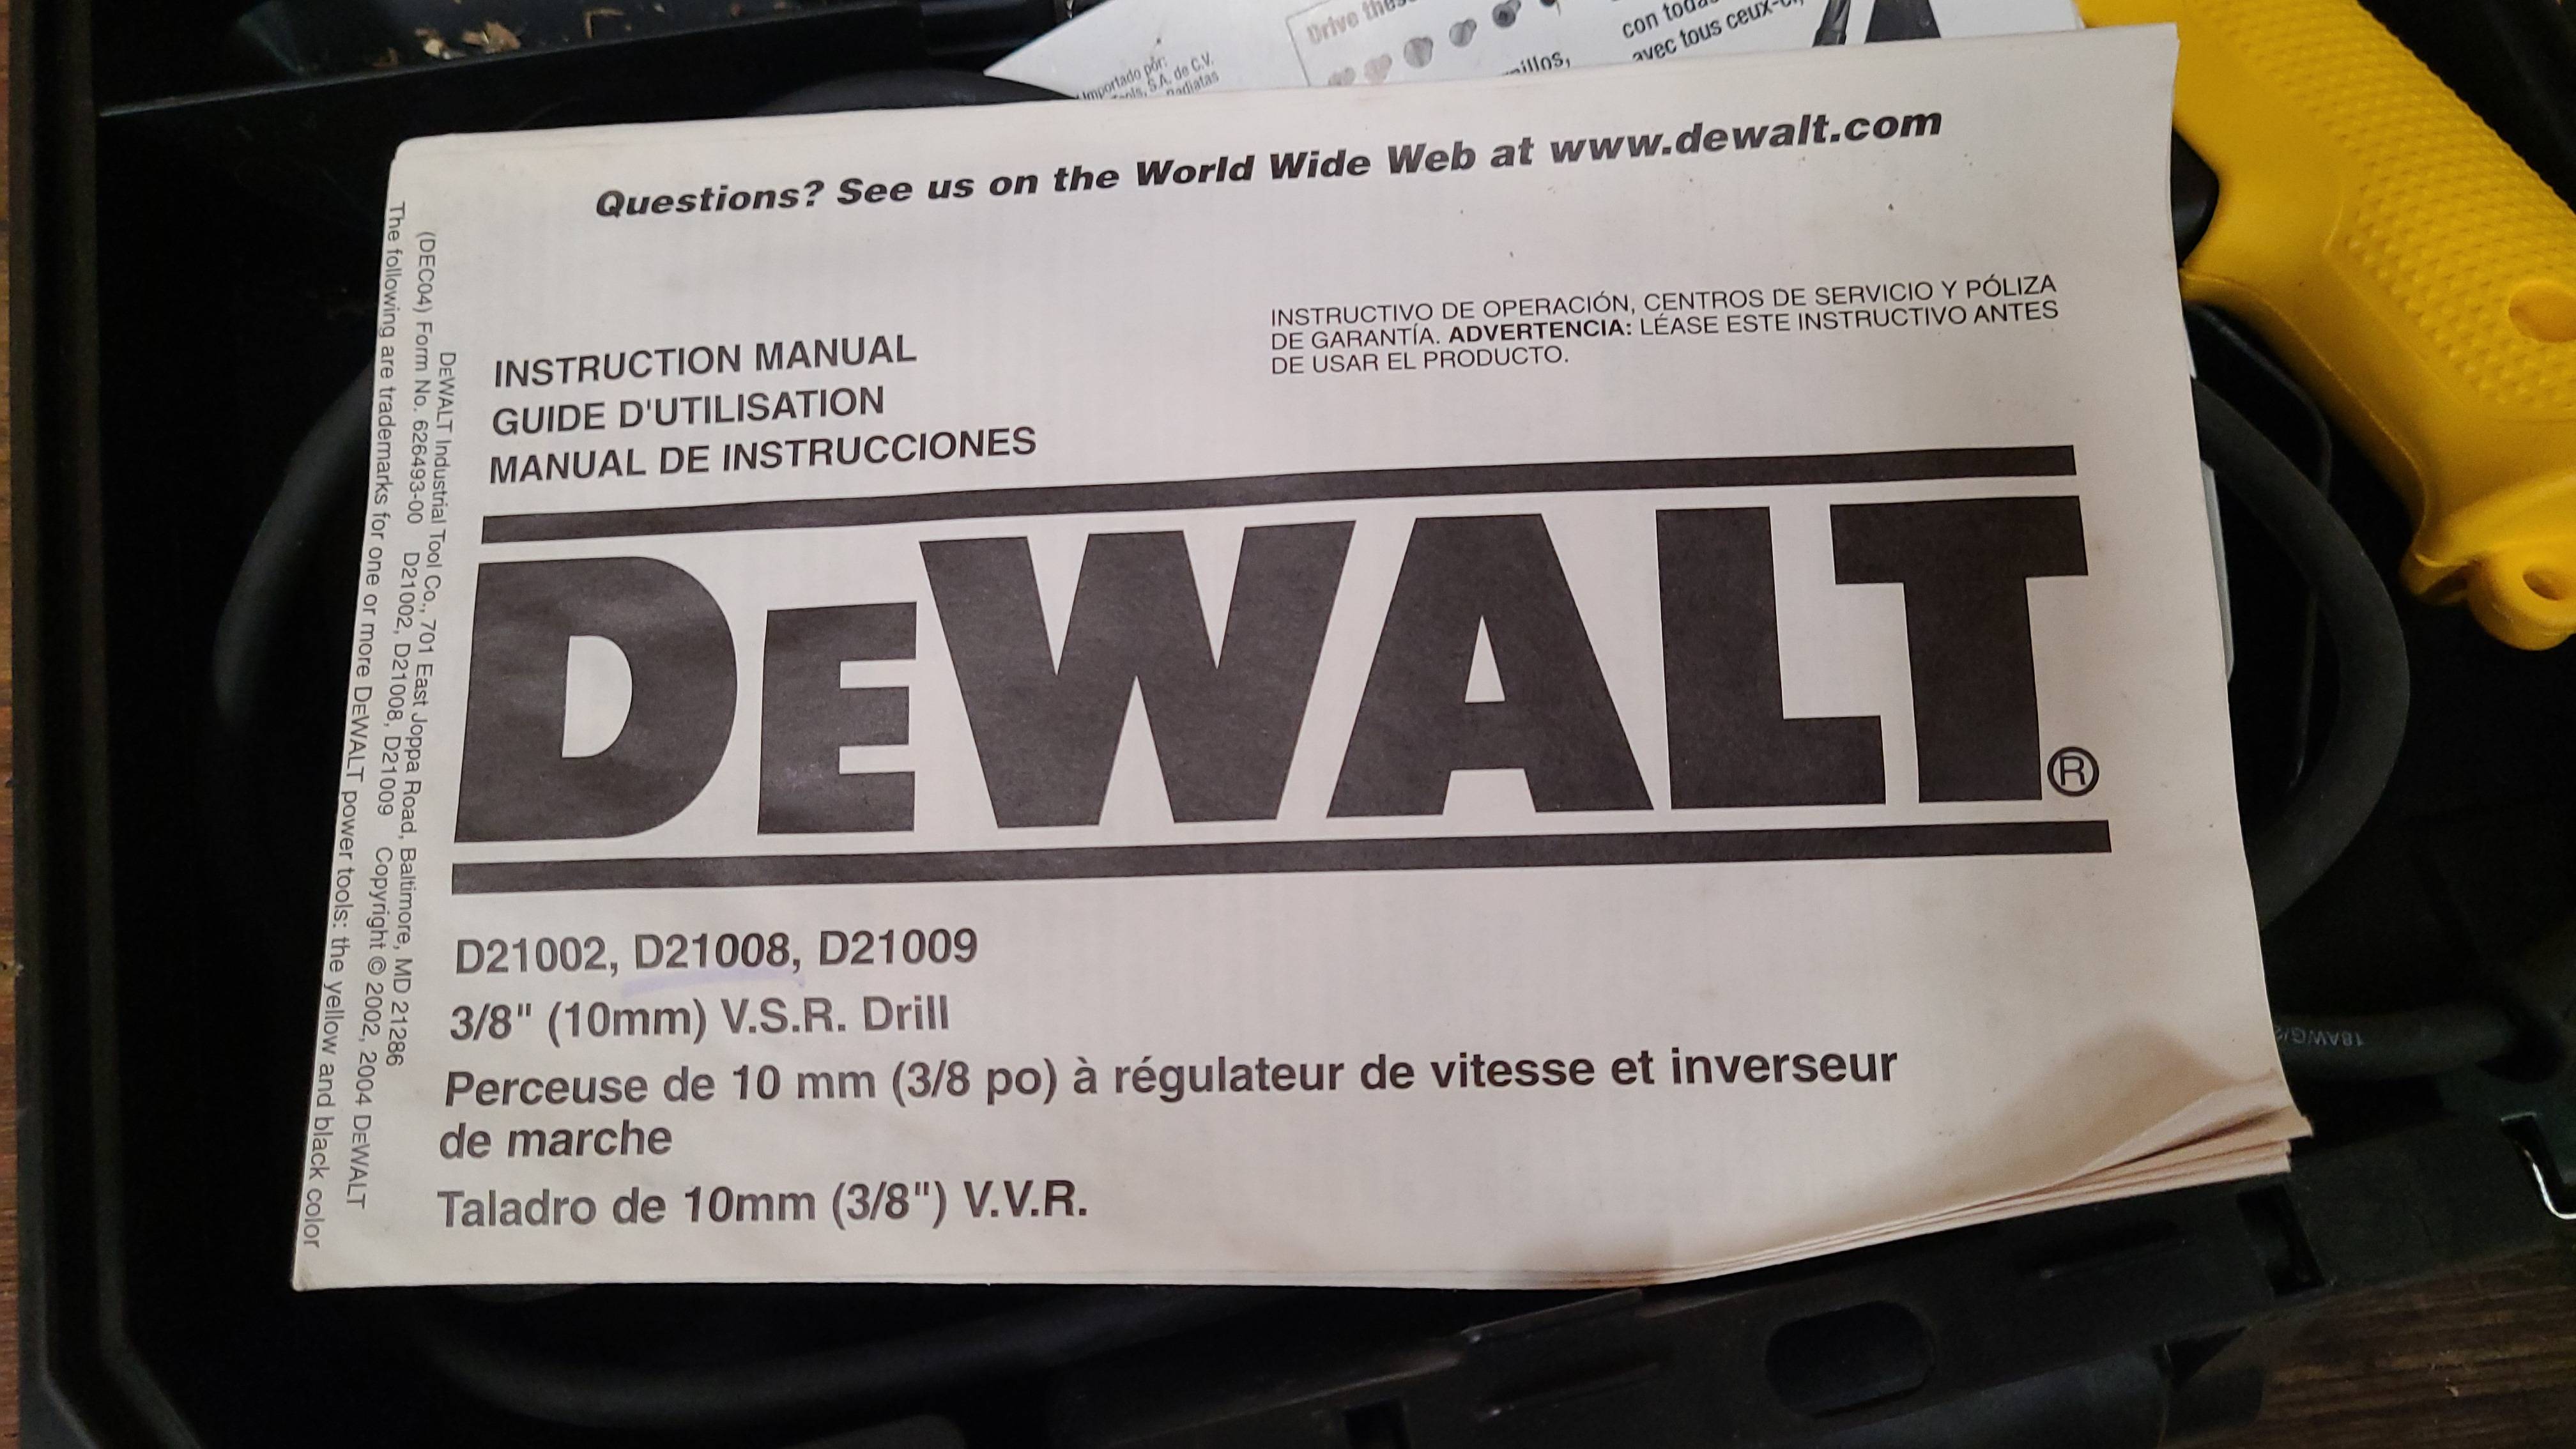 Drive
con
avec tous
Importado por:
S.A. de C.V.
Questions? See us on the World Wide Web at www.dewalt.com
INSTRUCTIVO DE OPERACIÓN, CENTROS DE SERVICIO Y PÓLIZA
DE GARANTÍA. ADVERTENCIA: LÉASE ESTE INSTRUCTIVO ANTES
DE USAR EL PRODUCTO.
INSTRUCTION MANUAL
GUIDE D'UTILISATION
MANUAL DE INSTRUCCIONES
DEWALT®
D21002, D21008, D21009
3/8" (10mm) V.S.R. Drill
Perceuse de 10 mm (3/8 po) à régulateur de vitesse et inverseur
de marche
Taladro de 10mm (3/8") V.V.R.
DEWALT Industrial Tool Co., 701 East Joppa Road, Baltimore, MD 21286
(DEC04) Form No. 626493-00 D21002, D21008, D21009 Copyright © 2002, 2004 DEWALT
The following are trademarks for one or more DEWALT power tools: the yellow and black color
18AWG